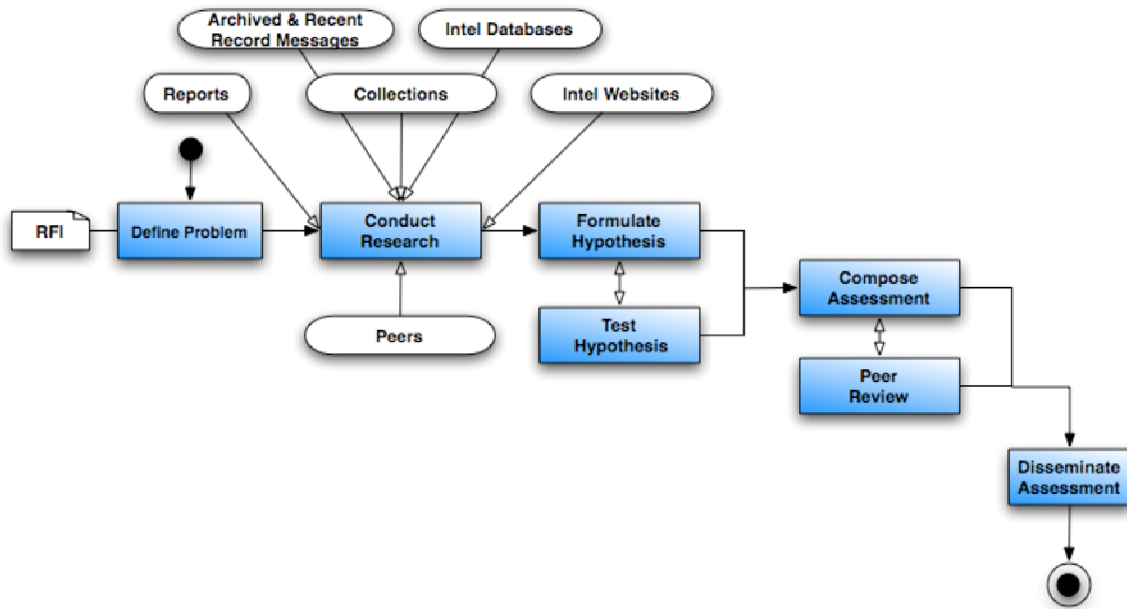 Archived & Recent
Record Messages
Intel Databases
Reports
Collections
Intel Websites
RFI
Define Problem
Conduct
Research
Formulate
Hypothesis
Peers
Test
Hypothesis
Compose
Assessment
Peer
Review
Disseminate
Assessment